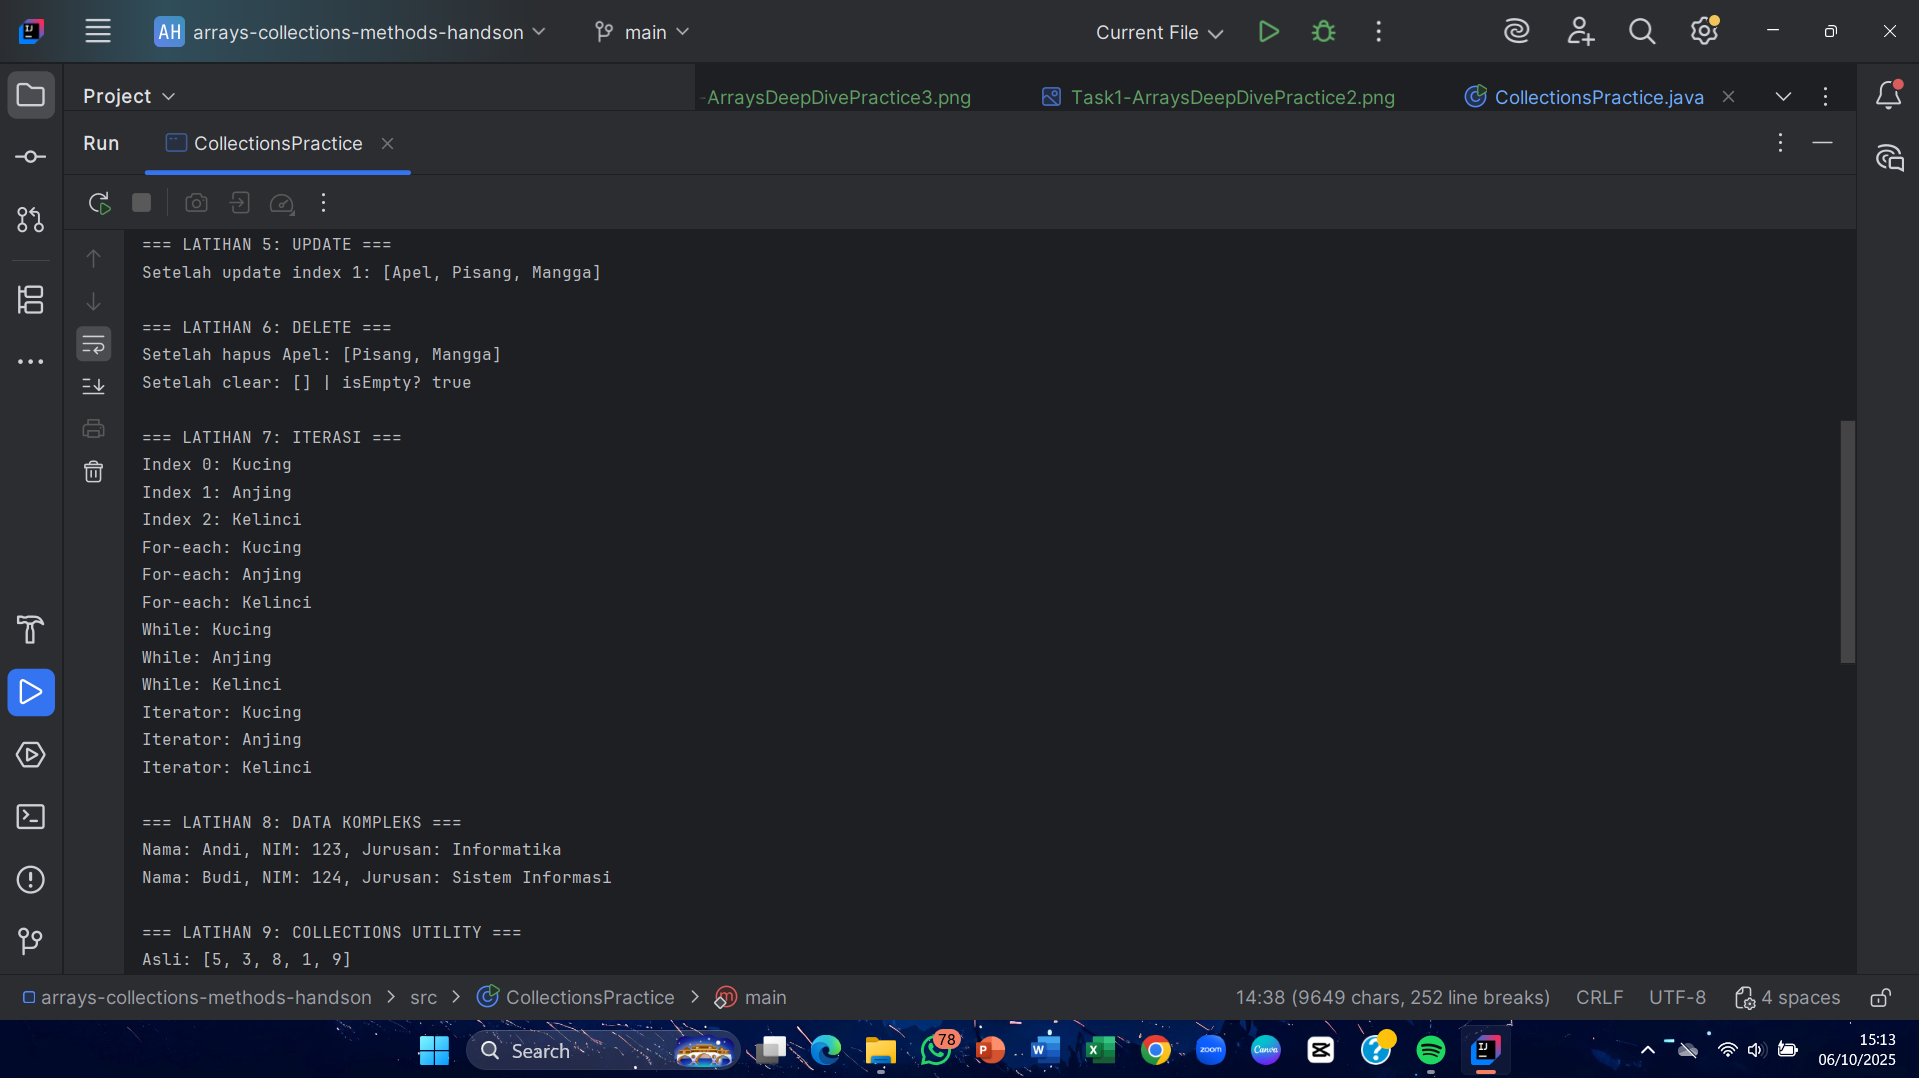 AH arrays-collections-methods-handson main Current File
Project -ArraysDeepDivePractice3.png Task1-ArraysDeepDivePractice2.png CollectionsPractice.java
Run CollectionsPractice
=== LATIHAN 5: UPDATE ===
Setelah update index 1: [Apel, Pisang, Mangga]
=== LATIHAN 6: DELETE ===
Setelah hapus Apel: [Pisang, Mangga]
Setelah clear: [] | isEmpty? true
=== LATIHAN 7: ITERASI ===
Index 0: Kucing
Index 1: Anjing
Index 2: Kelinci
For-each: Kucing
For-each: Anjing
For-each: Kelinci
While: Kucing
While: Anjing
While: Kelinci
Iterator: Kucing
Iterator: Anjing
Iterator: Kelinci
=== LATIHAN 8: DATA KOMPLEKS ===
Nama: Andi, NIM: 123, Jurusan: Informatika
Nama: Budi, NIM: 124, Jurusan: Sistem Informasi
=== LATIHAN 9: COLLECTIONS UTILITY ===
Asli: [5, 3, 8, 1, 9]
arrays-collections-methods-handson > src > CollectionsPractice > m main 14:38 (9649 chars, 252 line breaks) CRLF UTF-8 4 spaces
Search 78 P W X zoom Canva IJ 15:13
06/10/2025